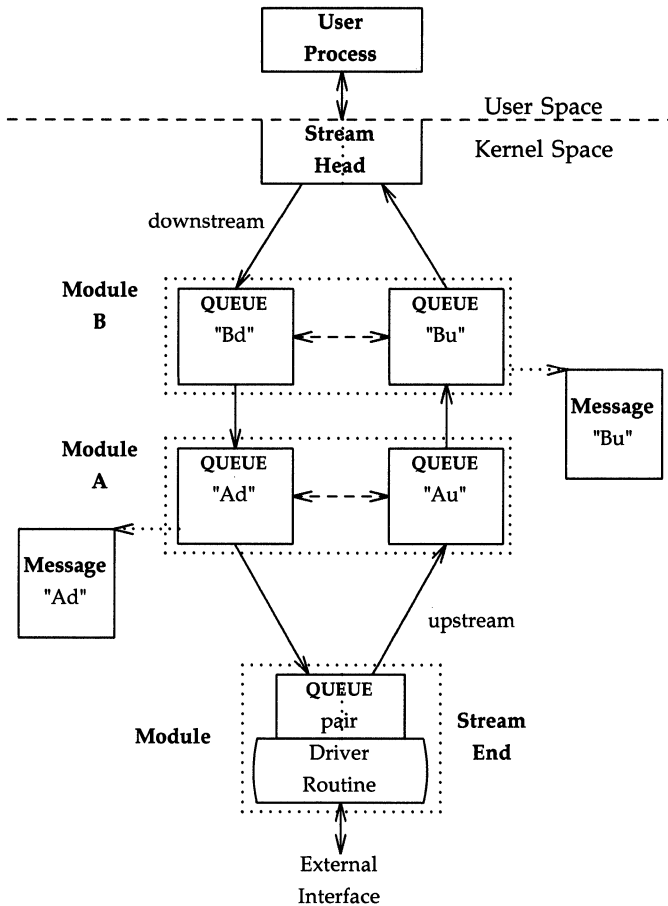 User
Process
User Space
Kernel Space
Stream
Head
downstream
Module
B
QUEUE
"Bd"
QUEUE
"Bu"
Message
"Bu"
Module
A
QUEUE
"Ad"
QUEUE
"Au"
Message
"Ad"
upstream
Module
QUEUE
pair
Driver
Routine
Stream
End
External
Interface